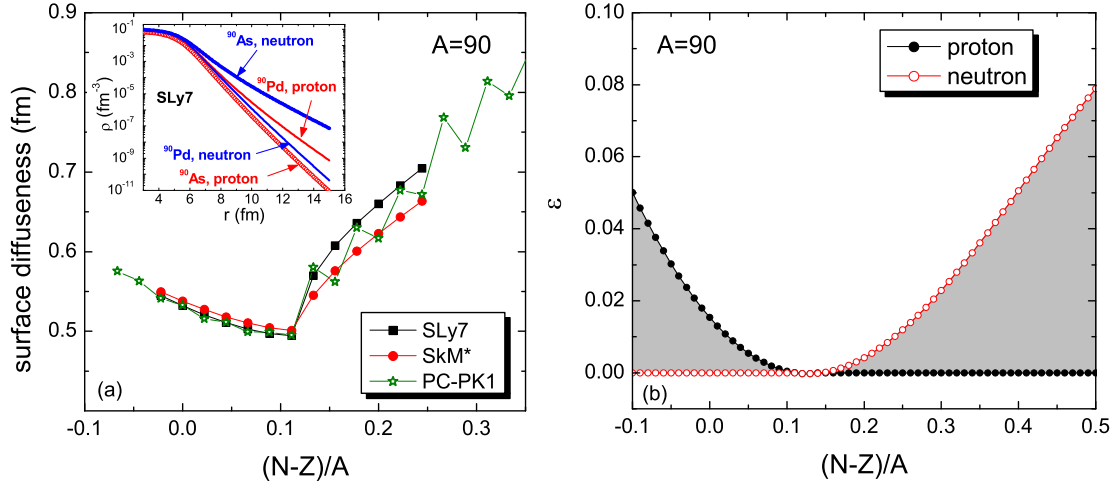 A=90
0.9
0.8
0.7
0.6
0.5
surface diffuseness (fm)
10⁻¹
10⁻³
10⁻⁵
10⁻⁷
10⁻⁹
10⁻¹¹
ρ (fm⁻³)
⁹⁰As, neutron
⁹⁰Pd, proton
SLy7
⁹⁰Pd, neutron
⁹⁰As, proton
4 6 8 10 12 14 16
r (fm)
SLy7
SkM*
PC-PK1
(a)
-0.1 0.0 0.1 0.2 0.3
(N-Z)/A
A=90
proton
neutron
0.10
0.08
0.06
0.04
0.02
0.00
ε
(b)
-0.1 0.0 0.1 0.2 0.3 0.4 0.5
(N-Z)/A